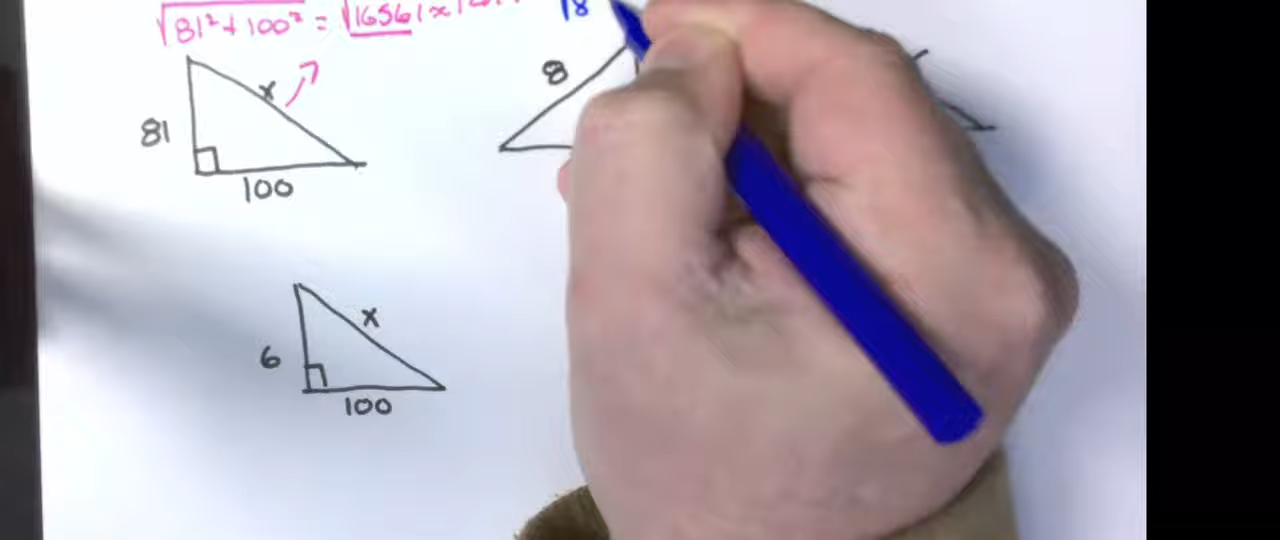 √81² + 100² = √16561 ≈
18
x
8
81
100
x
6
100